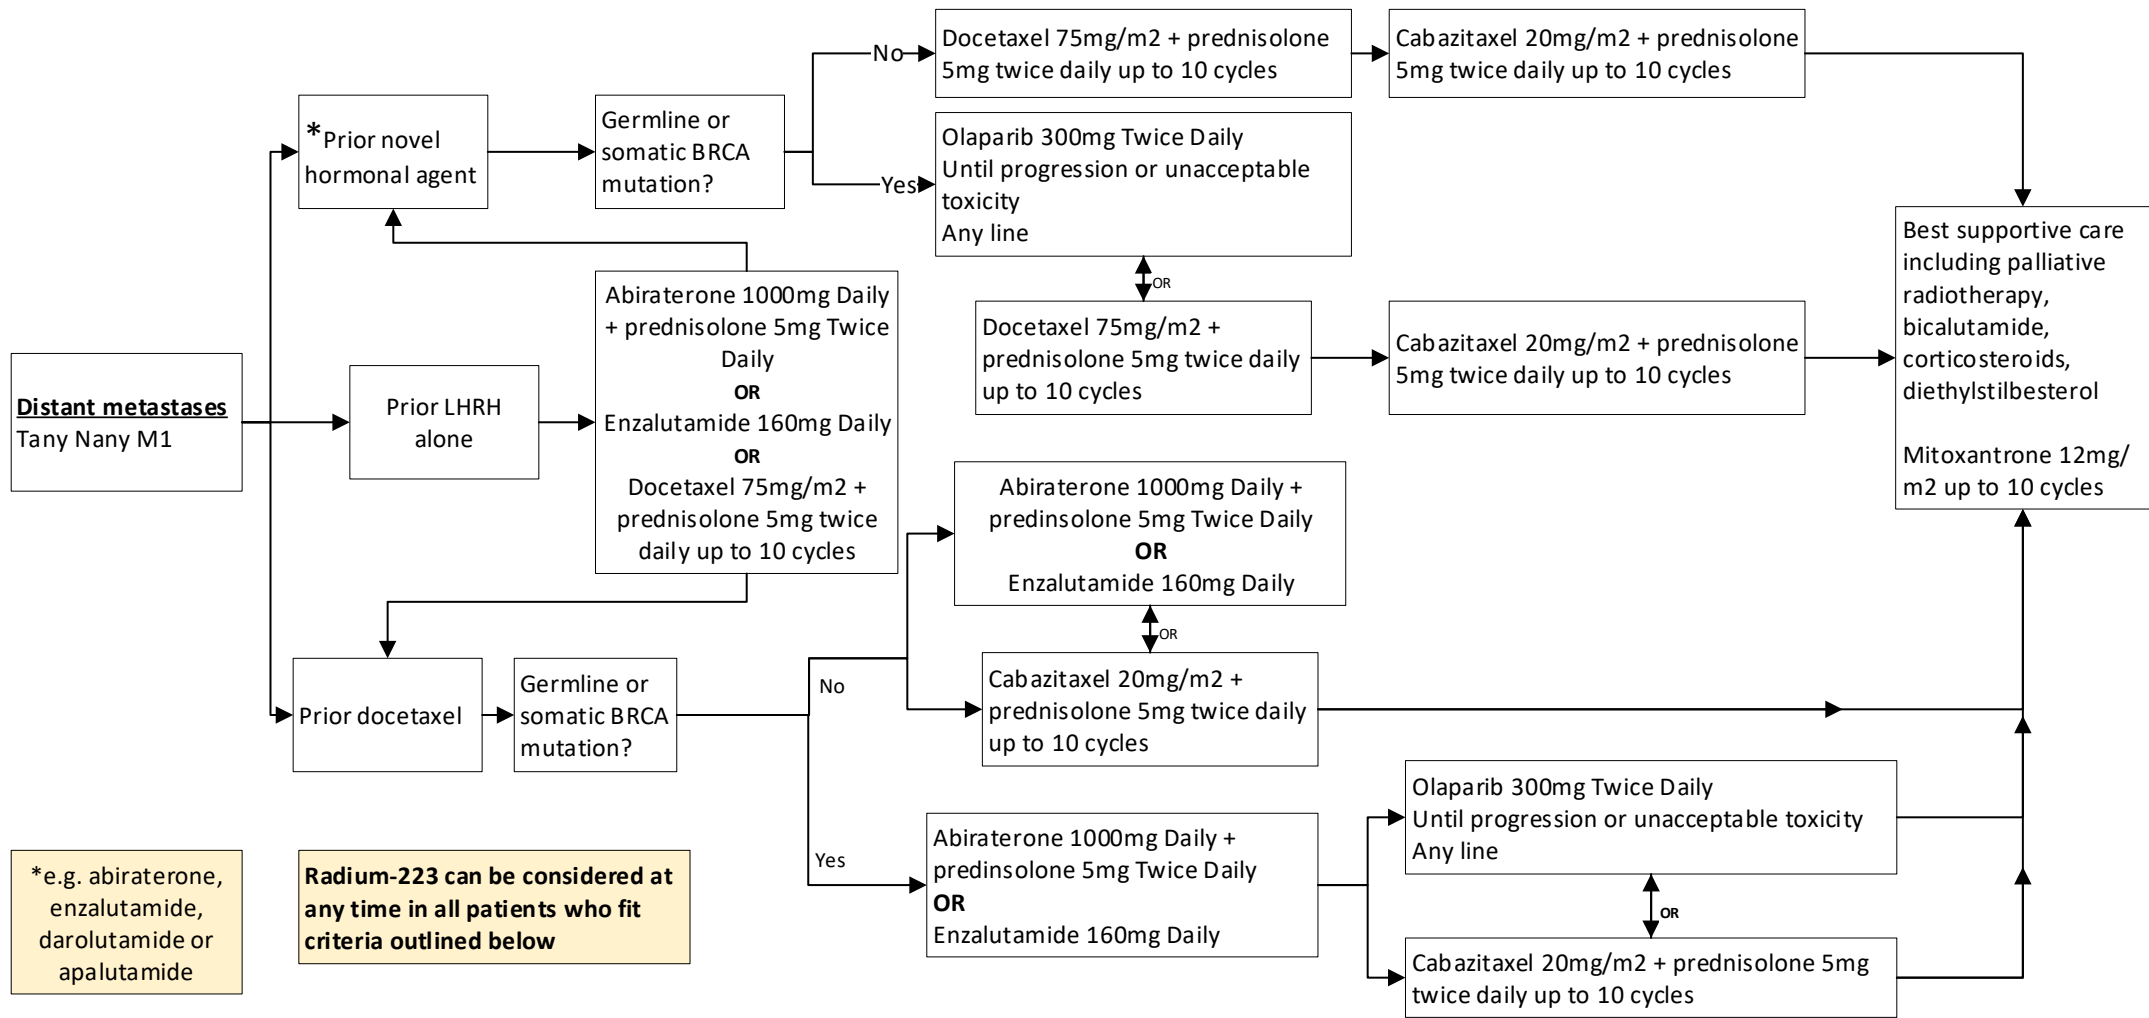 No
Docetaxel 75mg/m2 + prednisolone
5mg twice daily up to 10 cycles
Cabazitaxel 20mg/m2 + prednisolone
5mg twice daily up to 10 cycles
*Prior novel
hormonal agent
Germline or
somatic BRCA
mutation?
Yes
Olaparib 300mg Twice Daily
Until progression or unacceptable
toxicity
Any line
OR
Docetaxel 75mg/m2 +
prednisolone 5mg twice daily
up to 10 cycles
Cabazitaxel 20mg/m2 + prednisolone
5mg twice daily up to 10 cycles
Best supportive care
including palliative
radiotherapy,
bicalutamide,
corticosteroids,
diethylstilbesterol
Mitoxantrone 12mg/
m2 up to 10 cycles
Distant metastases
Tany Nany M1
Prior LHRH
alone
Abiraterone 1000mg Daily
+ prednisolone 5mg Twice
Daily
OR
Enzalutamide 160mg Daily
OR
Docetaxel 75mg/m2 +
prednisolone 5mg twice
daily up to 10 cycles
Prior docetaxel
Germline or
somatic BRCA
mutation?
No
Abiraterone 1000mg Daily +
predinsolone 5mg Twice Daily
OR
Enzalutamide 160mg Daily
OR
Cabazitaxel 20mg/m2 +
prednisolone 5mg twice daily
up to 10 cycles
Yes
Abiraterone 1000mg Daily +
predinsolone 5mg Twice Daily
OR
Enzalutamide 160mg Daily
Olaparib 300mg Twice Daily
Until progression or unacceptable toxicity
Any line
OR
Cabazitaxel 20mg/m2 + prednisolone 5mg
twice daily up to 10 cycles
*e.g. abiraterone,
enzalutamide,
darolutamide or
apalutamide
Radium-223 can be considered at
any time in all patients who fit
criteria outlined below